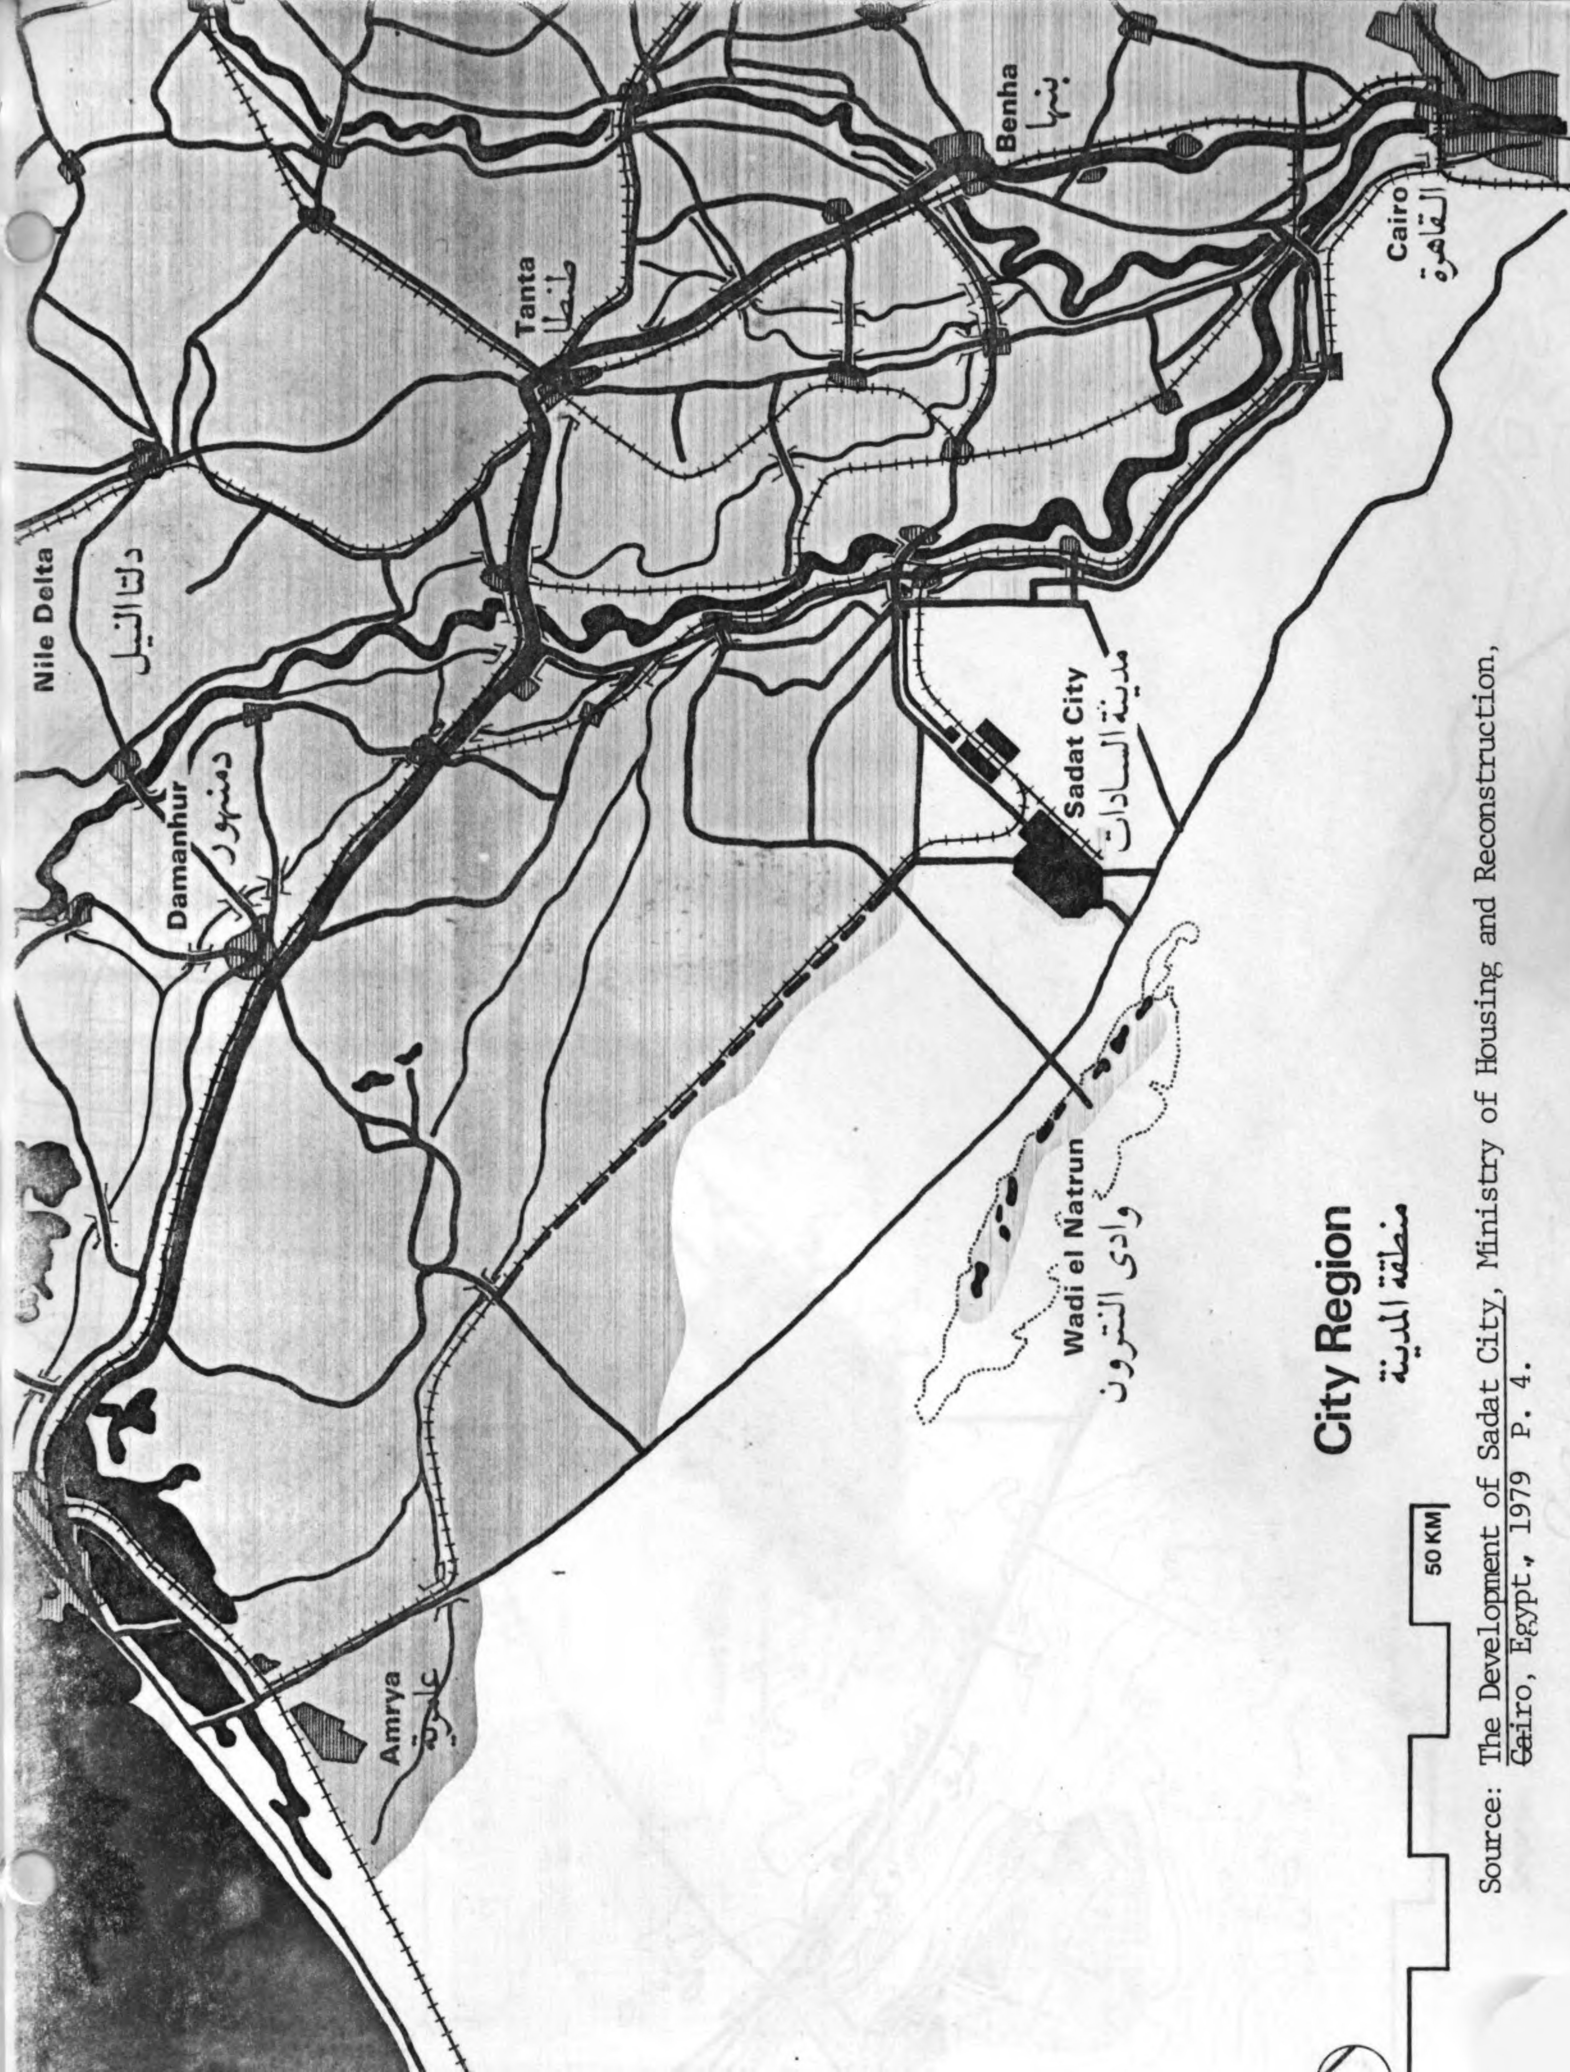 Nile Delta
دلتا النيل
Damanhur
دمنهور
Tanta
طنطا
Benha
بنها
Amrya
عامرية
Sadat City
مدينة السادات
Cairo
القاهرة
Wadi el Natrun
وادى النترون
City Region
منطقة المدينة
50 KM
Source: The Development of Sadat City, Ministry of Housing and Reconstruction,
Cairo, Egypt., 1979 P. 4.